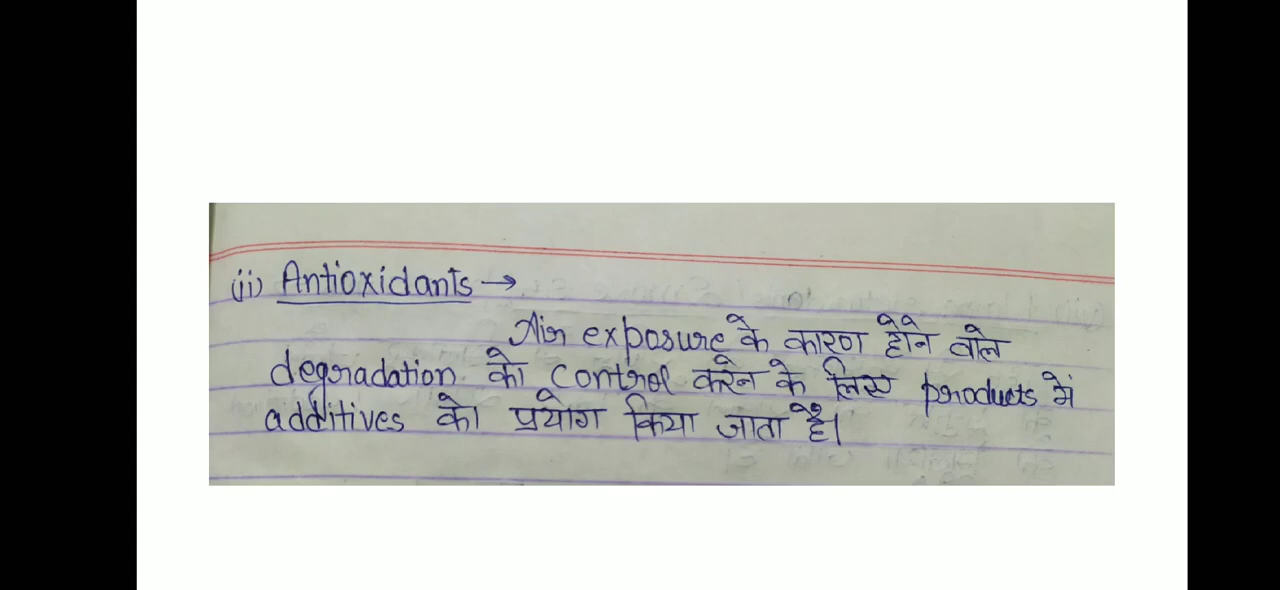 (ii) Antioxidants →
Air exposure के कारण होने वाले
degradation को control करने के लिए products में
additives को प्रयोग किया जाता है।